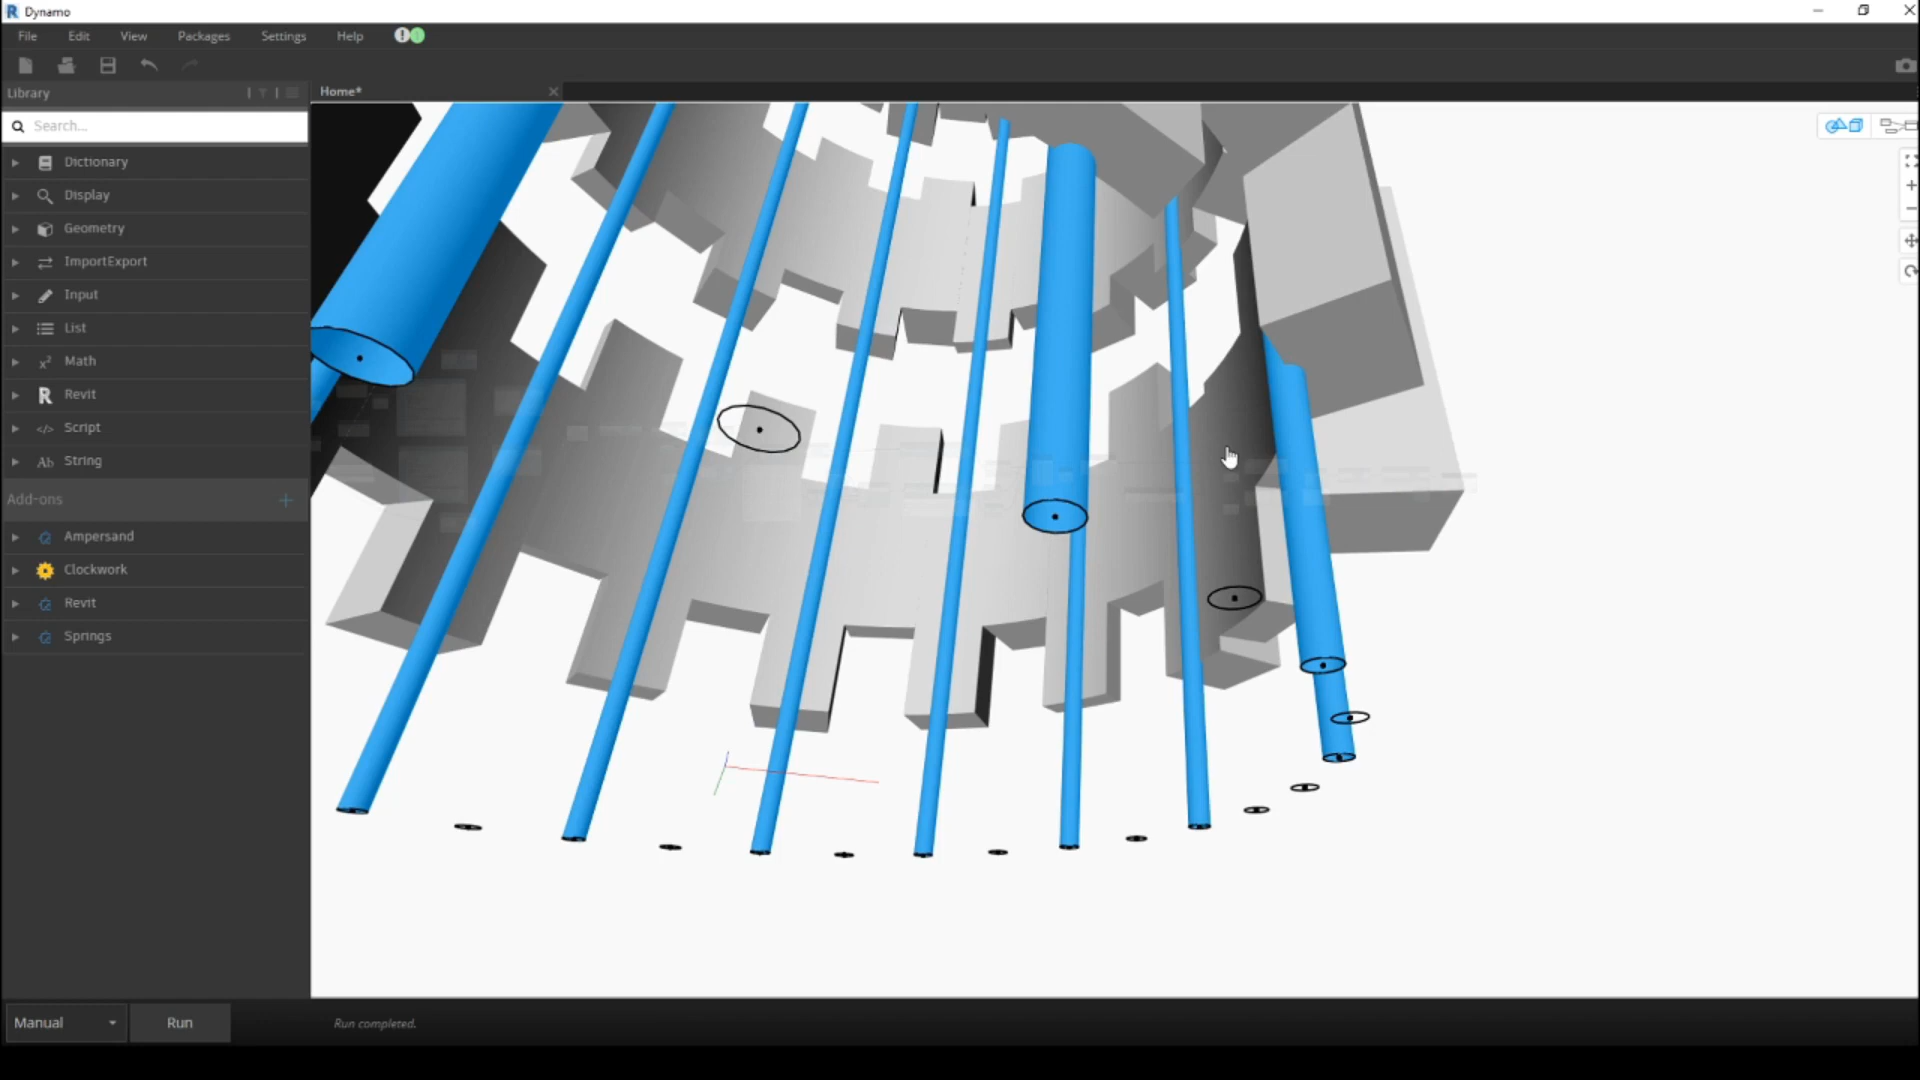 Dynamo
File Edit View Packages Settings Help
Library
Home*
Search...
Dictionary
Display
Geometry
ImportExport
Input
List
Math
Revit
Script
String
Add-ons
Ampersand
Clockwork
Revit
Springs
Manual
Run
Run completed.